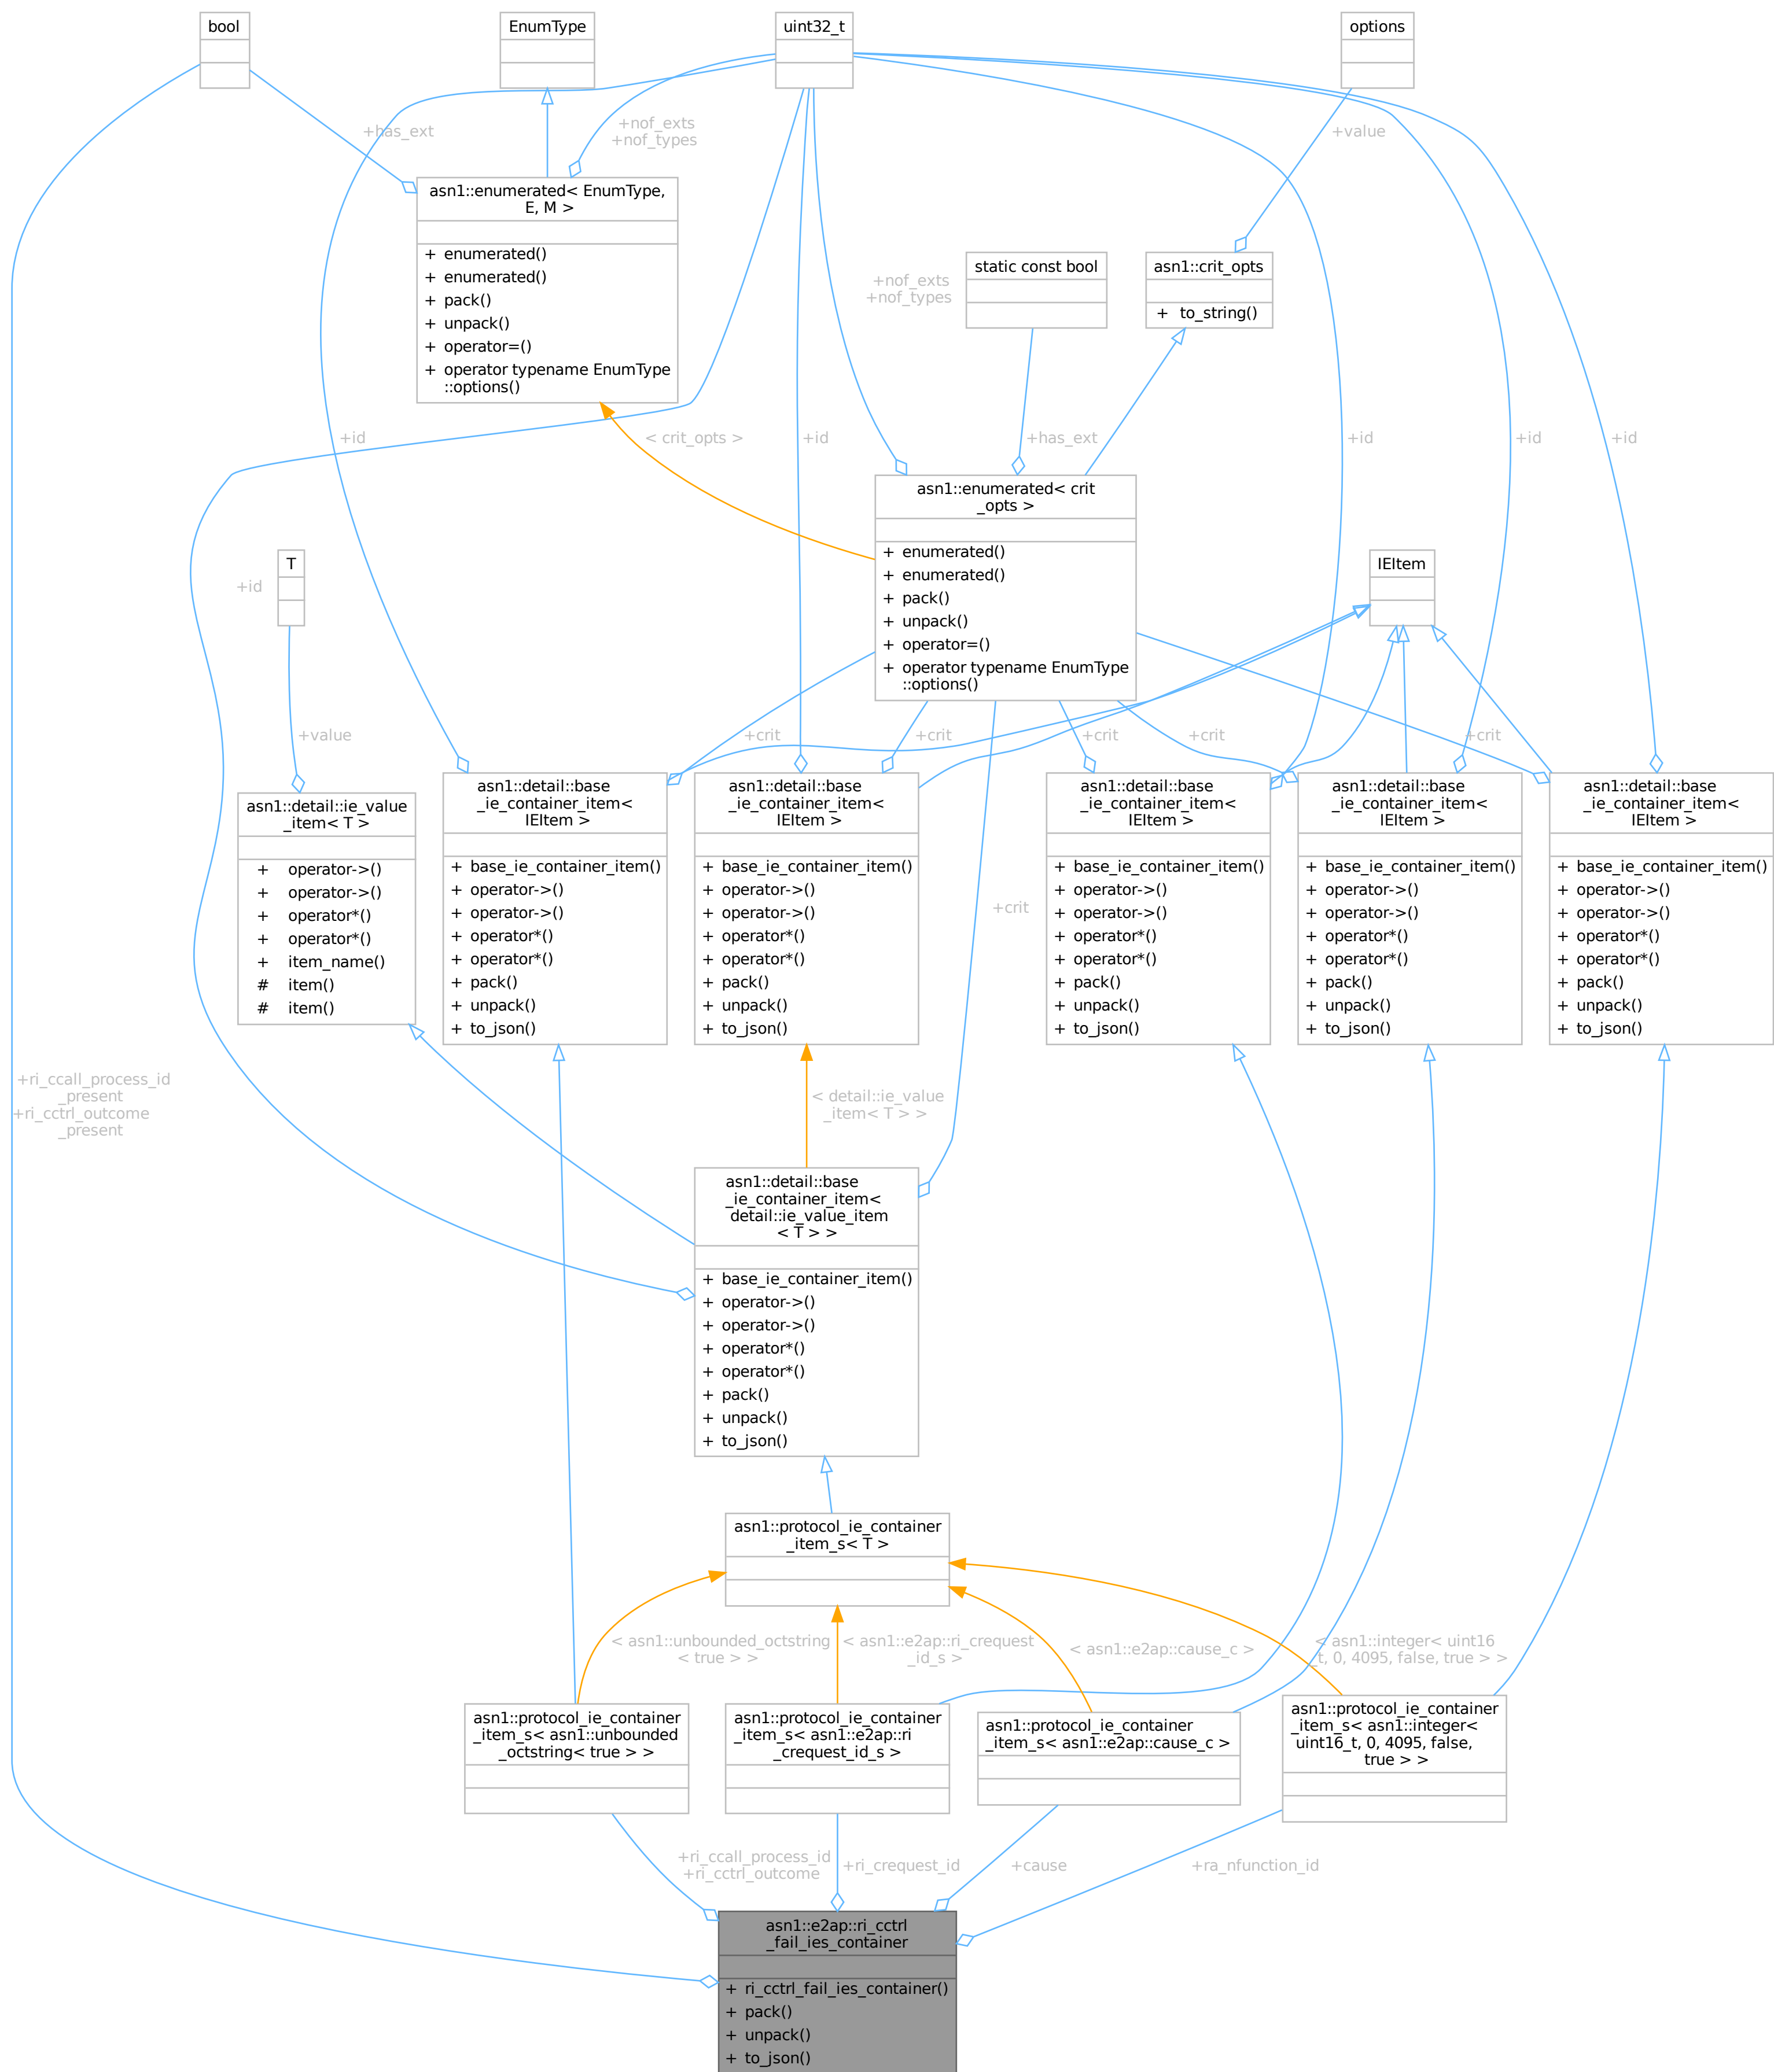 bool
EnumType
uint32_t
options
+has_ext
+nof_exts
+nof_types
+value
asn1::enumerated< EnumType,
E, M >
+ enumerated()
+ enumerated()
+ pack()
+ unpack()
+ operator=()
+ operator typename EnumType
::options()
static const bool
asn1::crit_opts
+ to_string()
+nof_exts
+nof_types
+id
< crit_opts >
+id
+has_ext
+id
+id
+id
asn1::enumerated< crit
_opts >
+ enumerated()
+ enumerated()
+ pack()
+ unpack()
+ operator=()
+ operator typename EnumType
::options()
T
+id
IEItem
+value
+crit
+crit
+crit
+crit
+crit
asn1::detail::ie_value
_item< T >
+ operator->()
+ operator->()
+ operator*()
+ operator*()
+ item_name()
# item()
# item()
asn1::detail::base
_ie_container_item<
IEItem >
+ base_ie_container_item()
+ operator->()
+ operator->()
+ operator*()
+ operator*()
+ pack()
+ unpack()
+ to_json()
asn1::detail::base
_ie_container_item<
IEItem >
+ base_ie_container_item()
+ operator->()
+ operator->()
+ operator*()
+ operator*()
+ pack()
+ unpack()
+ to_json()
+crit
asn1::detail::base
_ie_container_item<
IEItem >
+ base_ie_container_item()
+ operator->()
+ operator->()
+ operator*()
+ operator*()
+ pack()
+ unpack()
+ to_json()
asn1::detail::base
_ie_container_item<
IEItem >
+ base_ie_container_item()
+ operator->()
+ operator->()
+ operator*()
+ operator*()
+ pack()
+ unpack()
+ to_json()
asn1::detail::base
_ie_container_item<
IEItem >
+ base_ie_container_item()
+ operator->()
+ operator->()
+ operator*()
+ operator*()
+ pack()
+ unpack()
+ to_json()
+ri_ccall_process_id
_present
+ri_cctrl_outcome
_present
< detail::ie_value
_item< T > >
asn1::detail::base
_ie_container_item<
detail::ie_value_item
< T > >
+ base_ie_container_item()
+ operator->()
+ operator->()
+ operator*()
+ operator*()
+ pack()
+ unpack()
+ to_json()
asn1::protocol_ie_container
_item_s< T >
< asn1::unbounded_octstring
< true > >
< asn1::e2ap::ri_crequest
_id_s >
< asn1::e2ap::cause_c >
< asn1::integer< uint16
_t, 0, 4095, false, true > >
asn1::protocol_ie_container
_item_s< asn1::unbounded
_octstring< true > >
asn1::protocol_ie_container
_item_s< asn1::e2ap::ri
_crequest_id_s >
asn1::protocol_ie_container
_item_s< asn1::e2ap::cause_c >
asn1::protocol_ie_container
_item_s< asn1::integer<
uint16_t, 0, 4095, false,
true > >
+ri_ccall_process_id
+ri_cctrl_outcome
+ri_crequest_id
+cause
+ra_nfunction_id
asn1::e2ap::ri_cctrl
_fail_ies_container
+ ri_cctrl_fail_ies_container()
+ pack()
+ unpack()
+ to_json()